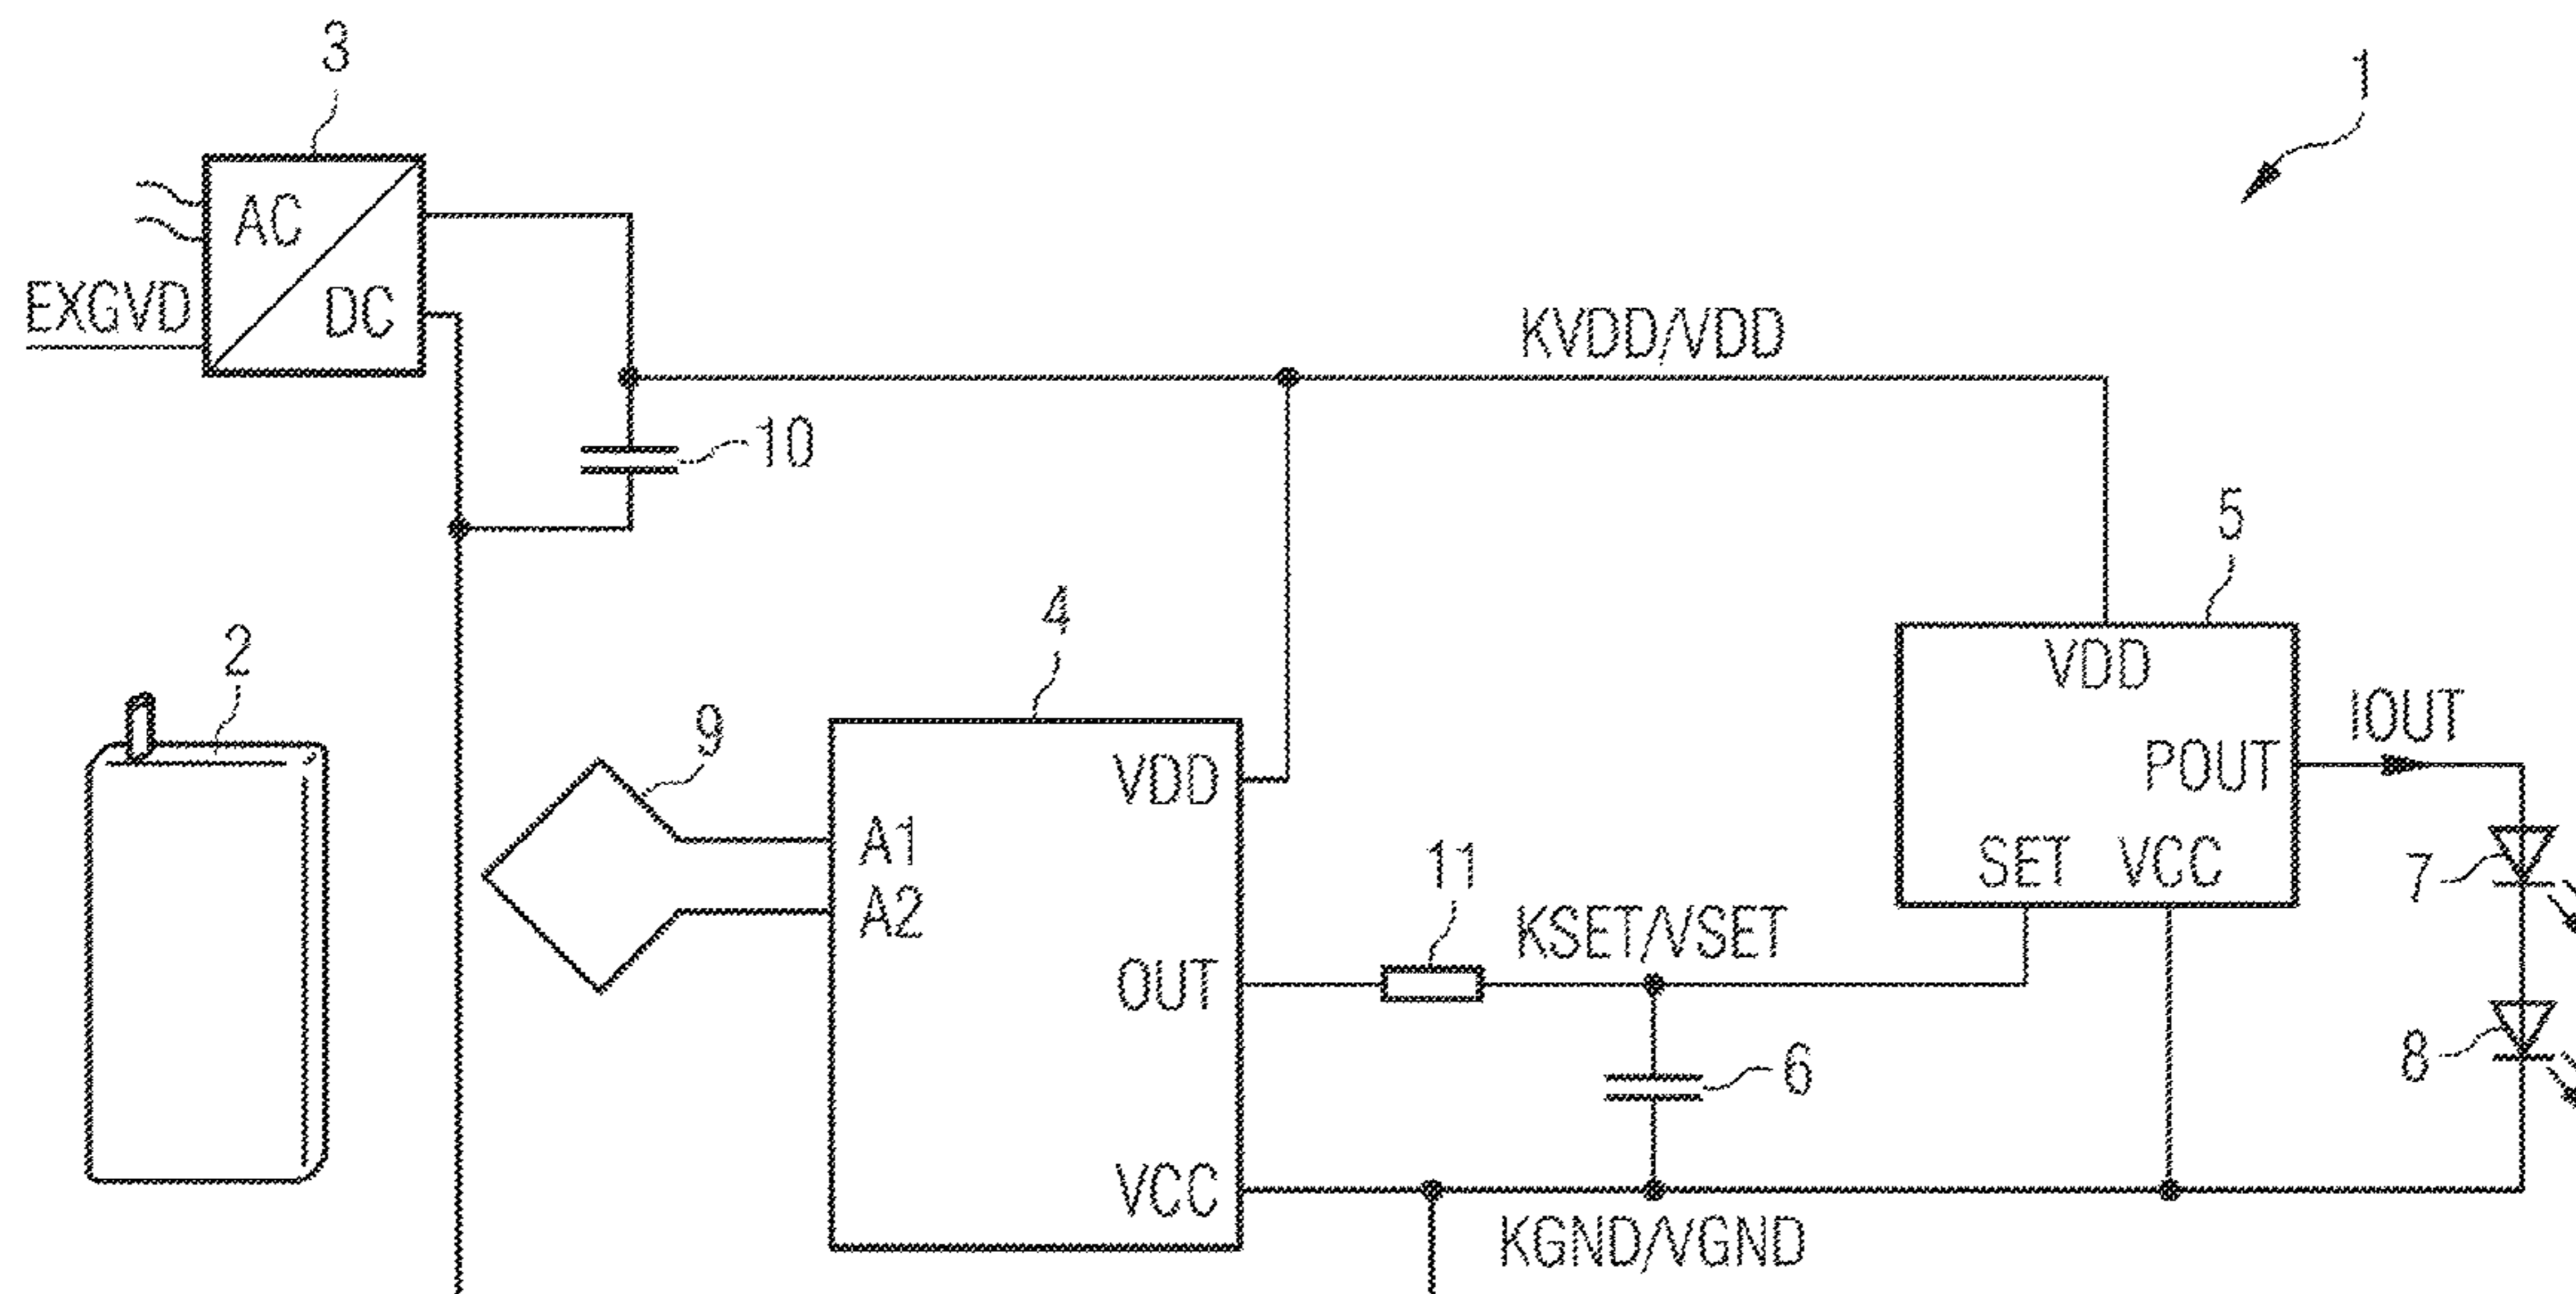 3
1
AC
DC
EXGVD
KVDD/VDD
10
5
4
2
9
VDD
VDD
IOUT
POUT
A1
A2
11
SET VCC
7
KSET/VSET
OUT
6
8
VCC
KGND/VGND